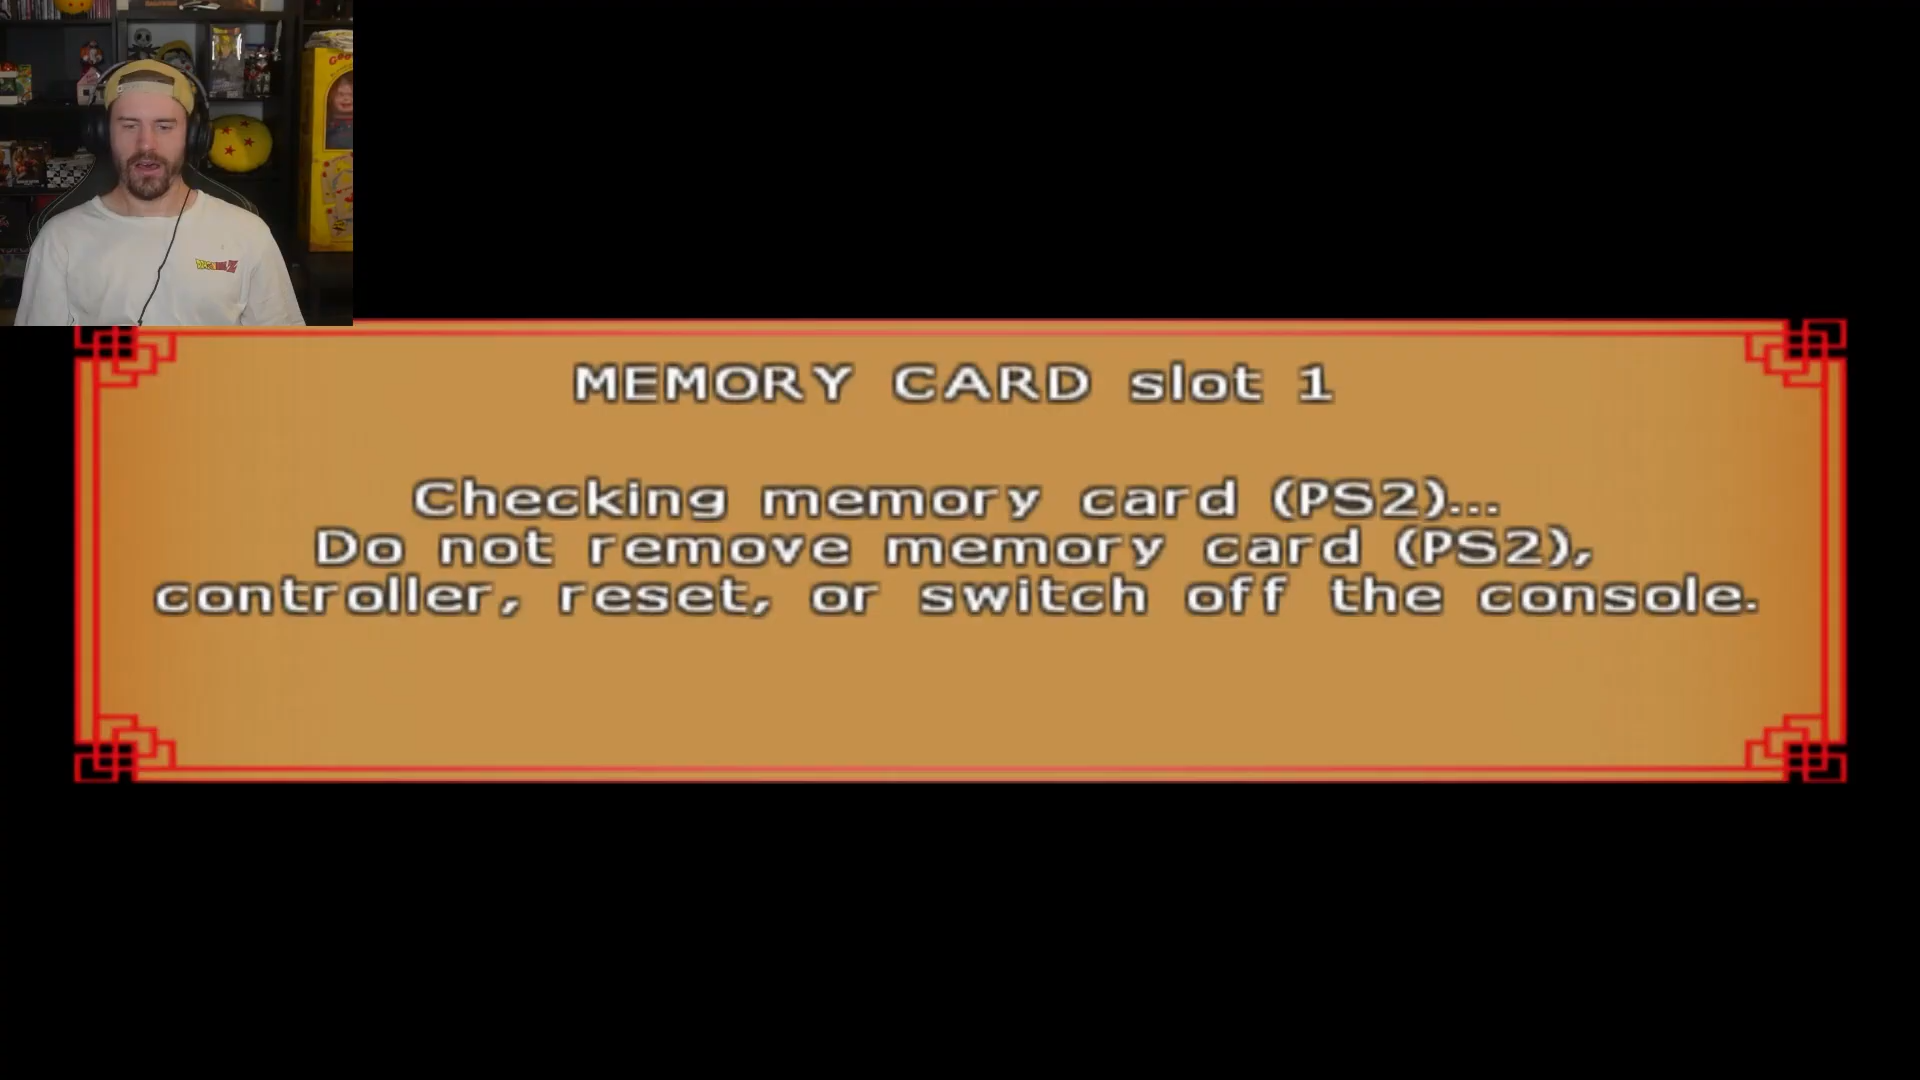 MEMORY CARD slot 1
Checking memory card (PS2)...
Do not remove memory card (PS2),
controller, reset, or switch off the console.